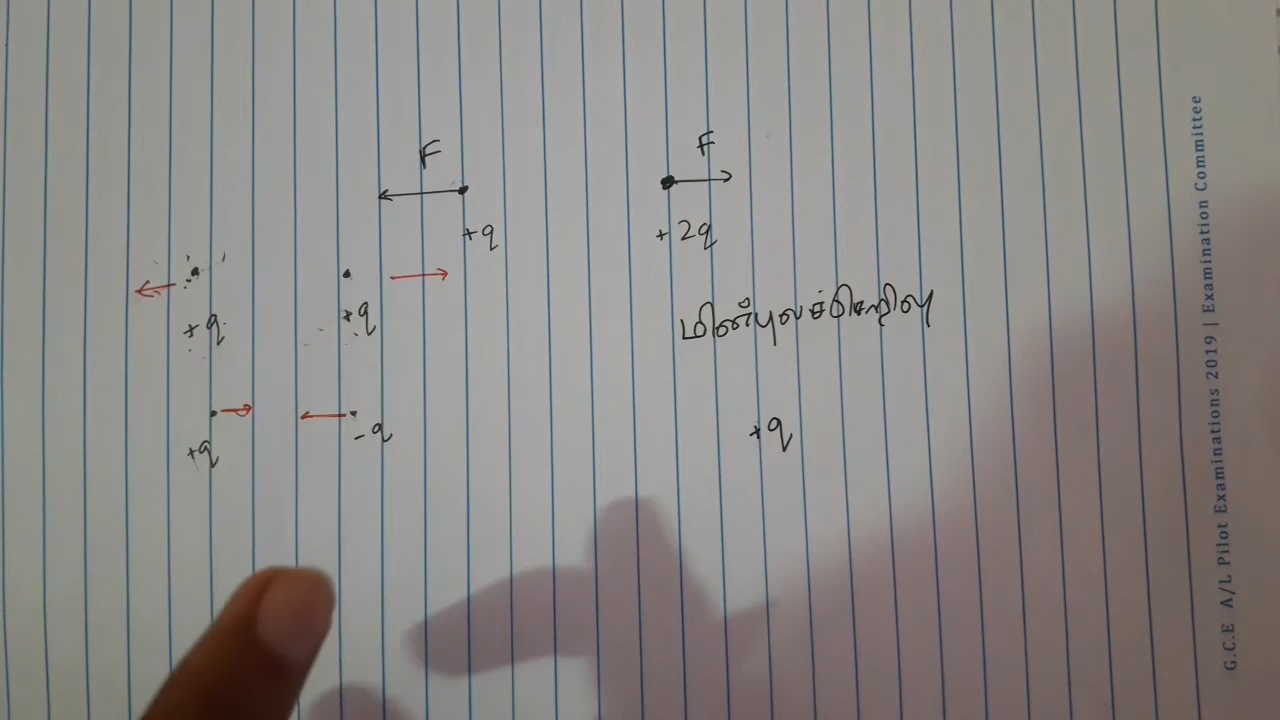 F F
+q +2q
+q +q
மின்புலச்செறிவு
+q -q
+q
G.C.E A/L Pilot Examinations 2019 | Examination Committee